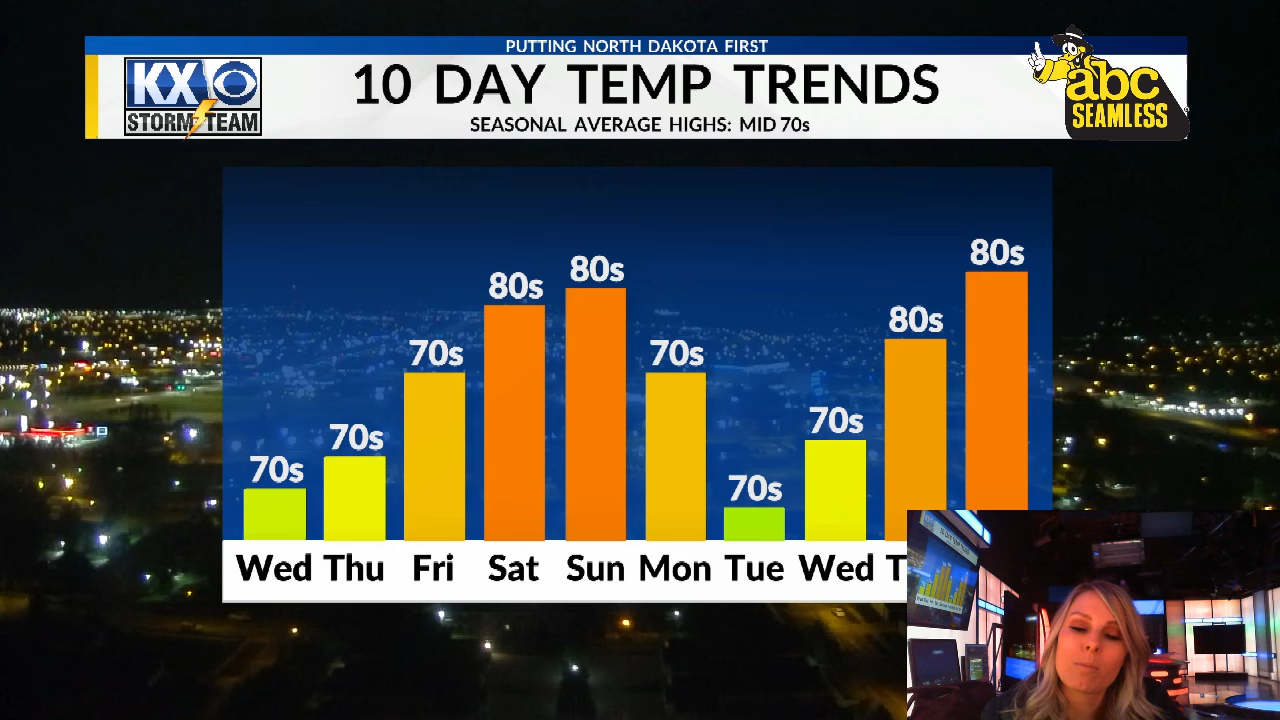 PUTTING NORTH DAKOTA FIRST
KX
STORM TEAM
10 DAY TEMP TRENDS
SEASONAL AVERAGE HIGHS: MID 70s
abc
SEAMLESS
80s
80s
80s
80s
70s
70s
70s
70s
70s
70s
Wed Thu Fri Sat Sun Mon Tue Wed T